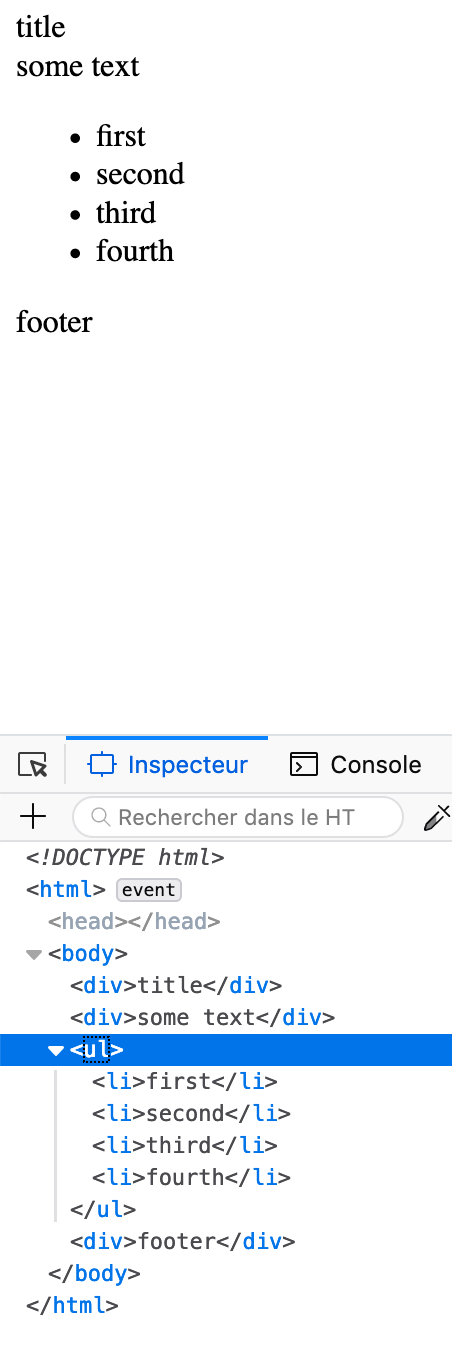 title
some text
• first
• second
• third
• fourth
footer
Inspecteur Console
Rechercher dans le HT
<!DOCTYPE html>
<html> event
<head></head>
<body>
<div>title</div>
<div>some text</div>
<ul>
<li>first</li>
<li>second</li>
<li>third</li>
<li>fourth</li>
</ul>
<div>footer</div>
</body>
</html>